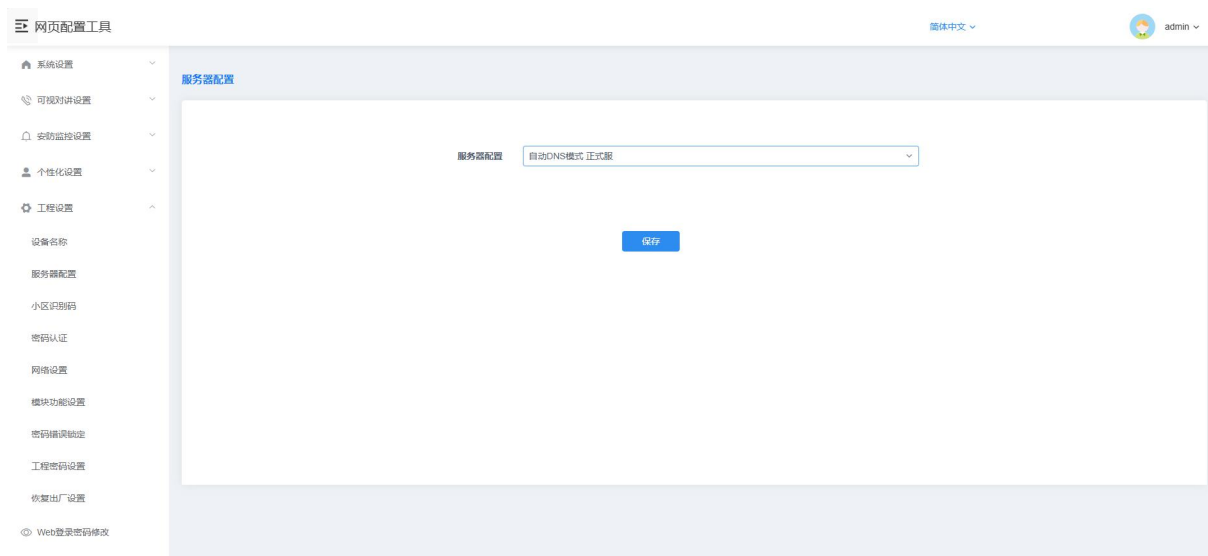 网页配置工具
简体中文
admin
系统设置
可视对讲设置
安防监控设置
个性化设置
工程设置
设备名称
服务器配置
小区识别码
密码认证
网络设置
模块功能设置
密码错误锁定
工程密码设置
恢复出厂设置
Web登录密码修改
服务器配置
服务器配置
自动DNS模式 正式服
保存